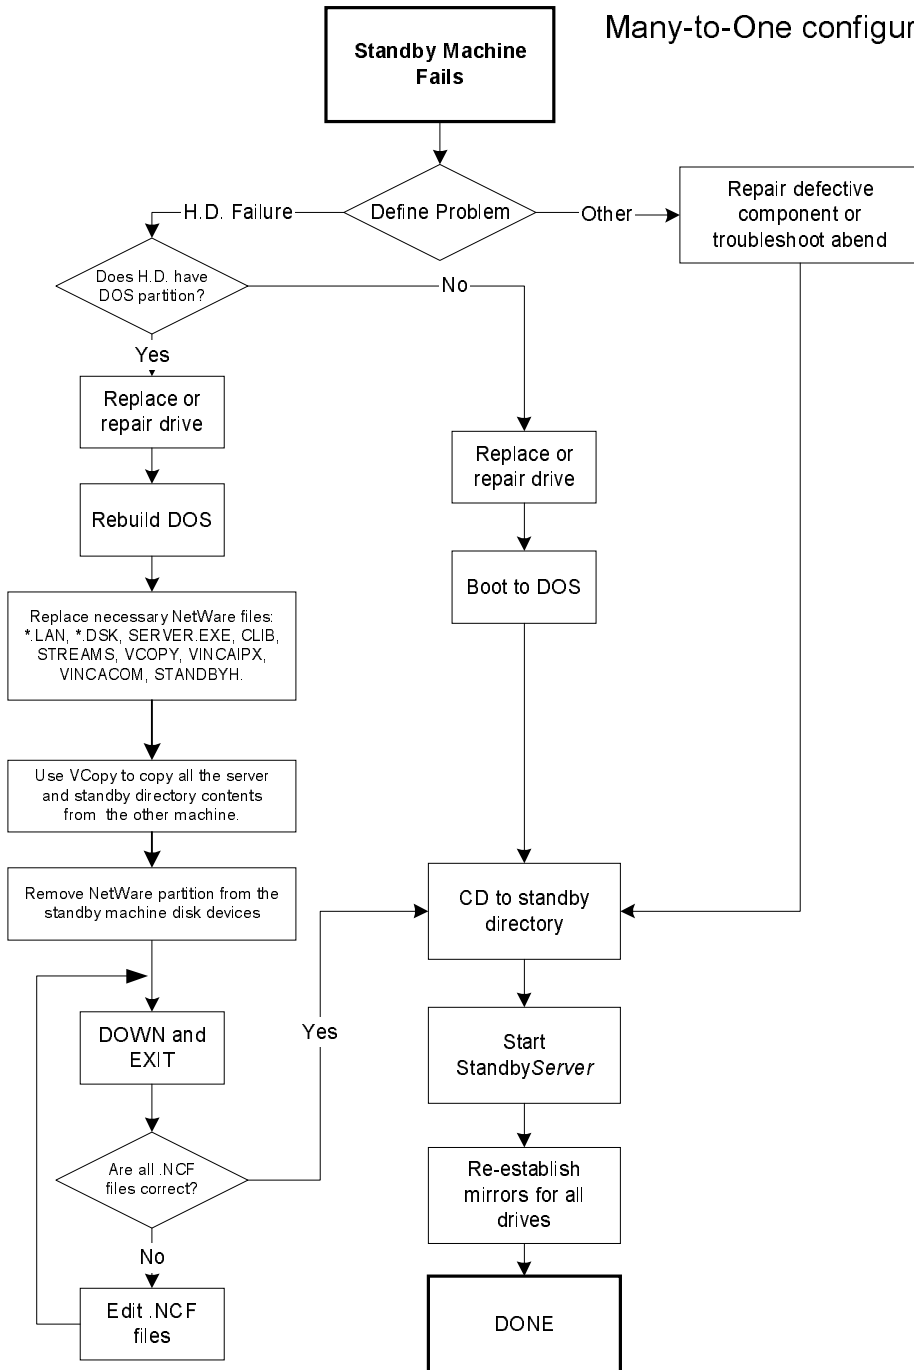 Many-to-One configur
Standby Machine
Fails
Define Problem
H.D. Failure
Other
Repair defective
component or
troubleshoot abend
Does H.D. have
DOS partition?
No
Yes
Replace or
repair drive
Replace or
repair drive
Rebuild DOS
Boot to DOS
Replace necessary NetWare files:
*.LAN, *.DSK, SERVER.EXE, CLIB,
STREAMS, VCOPY, VINCAIPX,
VINCACOM, STANDBYH.
Use VCopy to copy all the server
and standby directory contents
from the other machine.
Remove NetWare partition from the
standby machine disk devices
CD to standby
directory
DOWN and
EXIT
Yes
Start
StandbyServer
Are all .NCF
files correct?
Re-establish
mirrors for all
drives
No
Edit .NCF
files
DONE